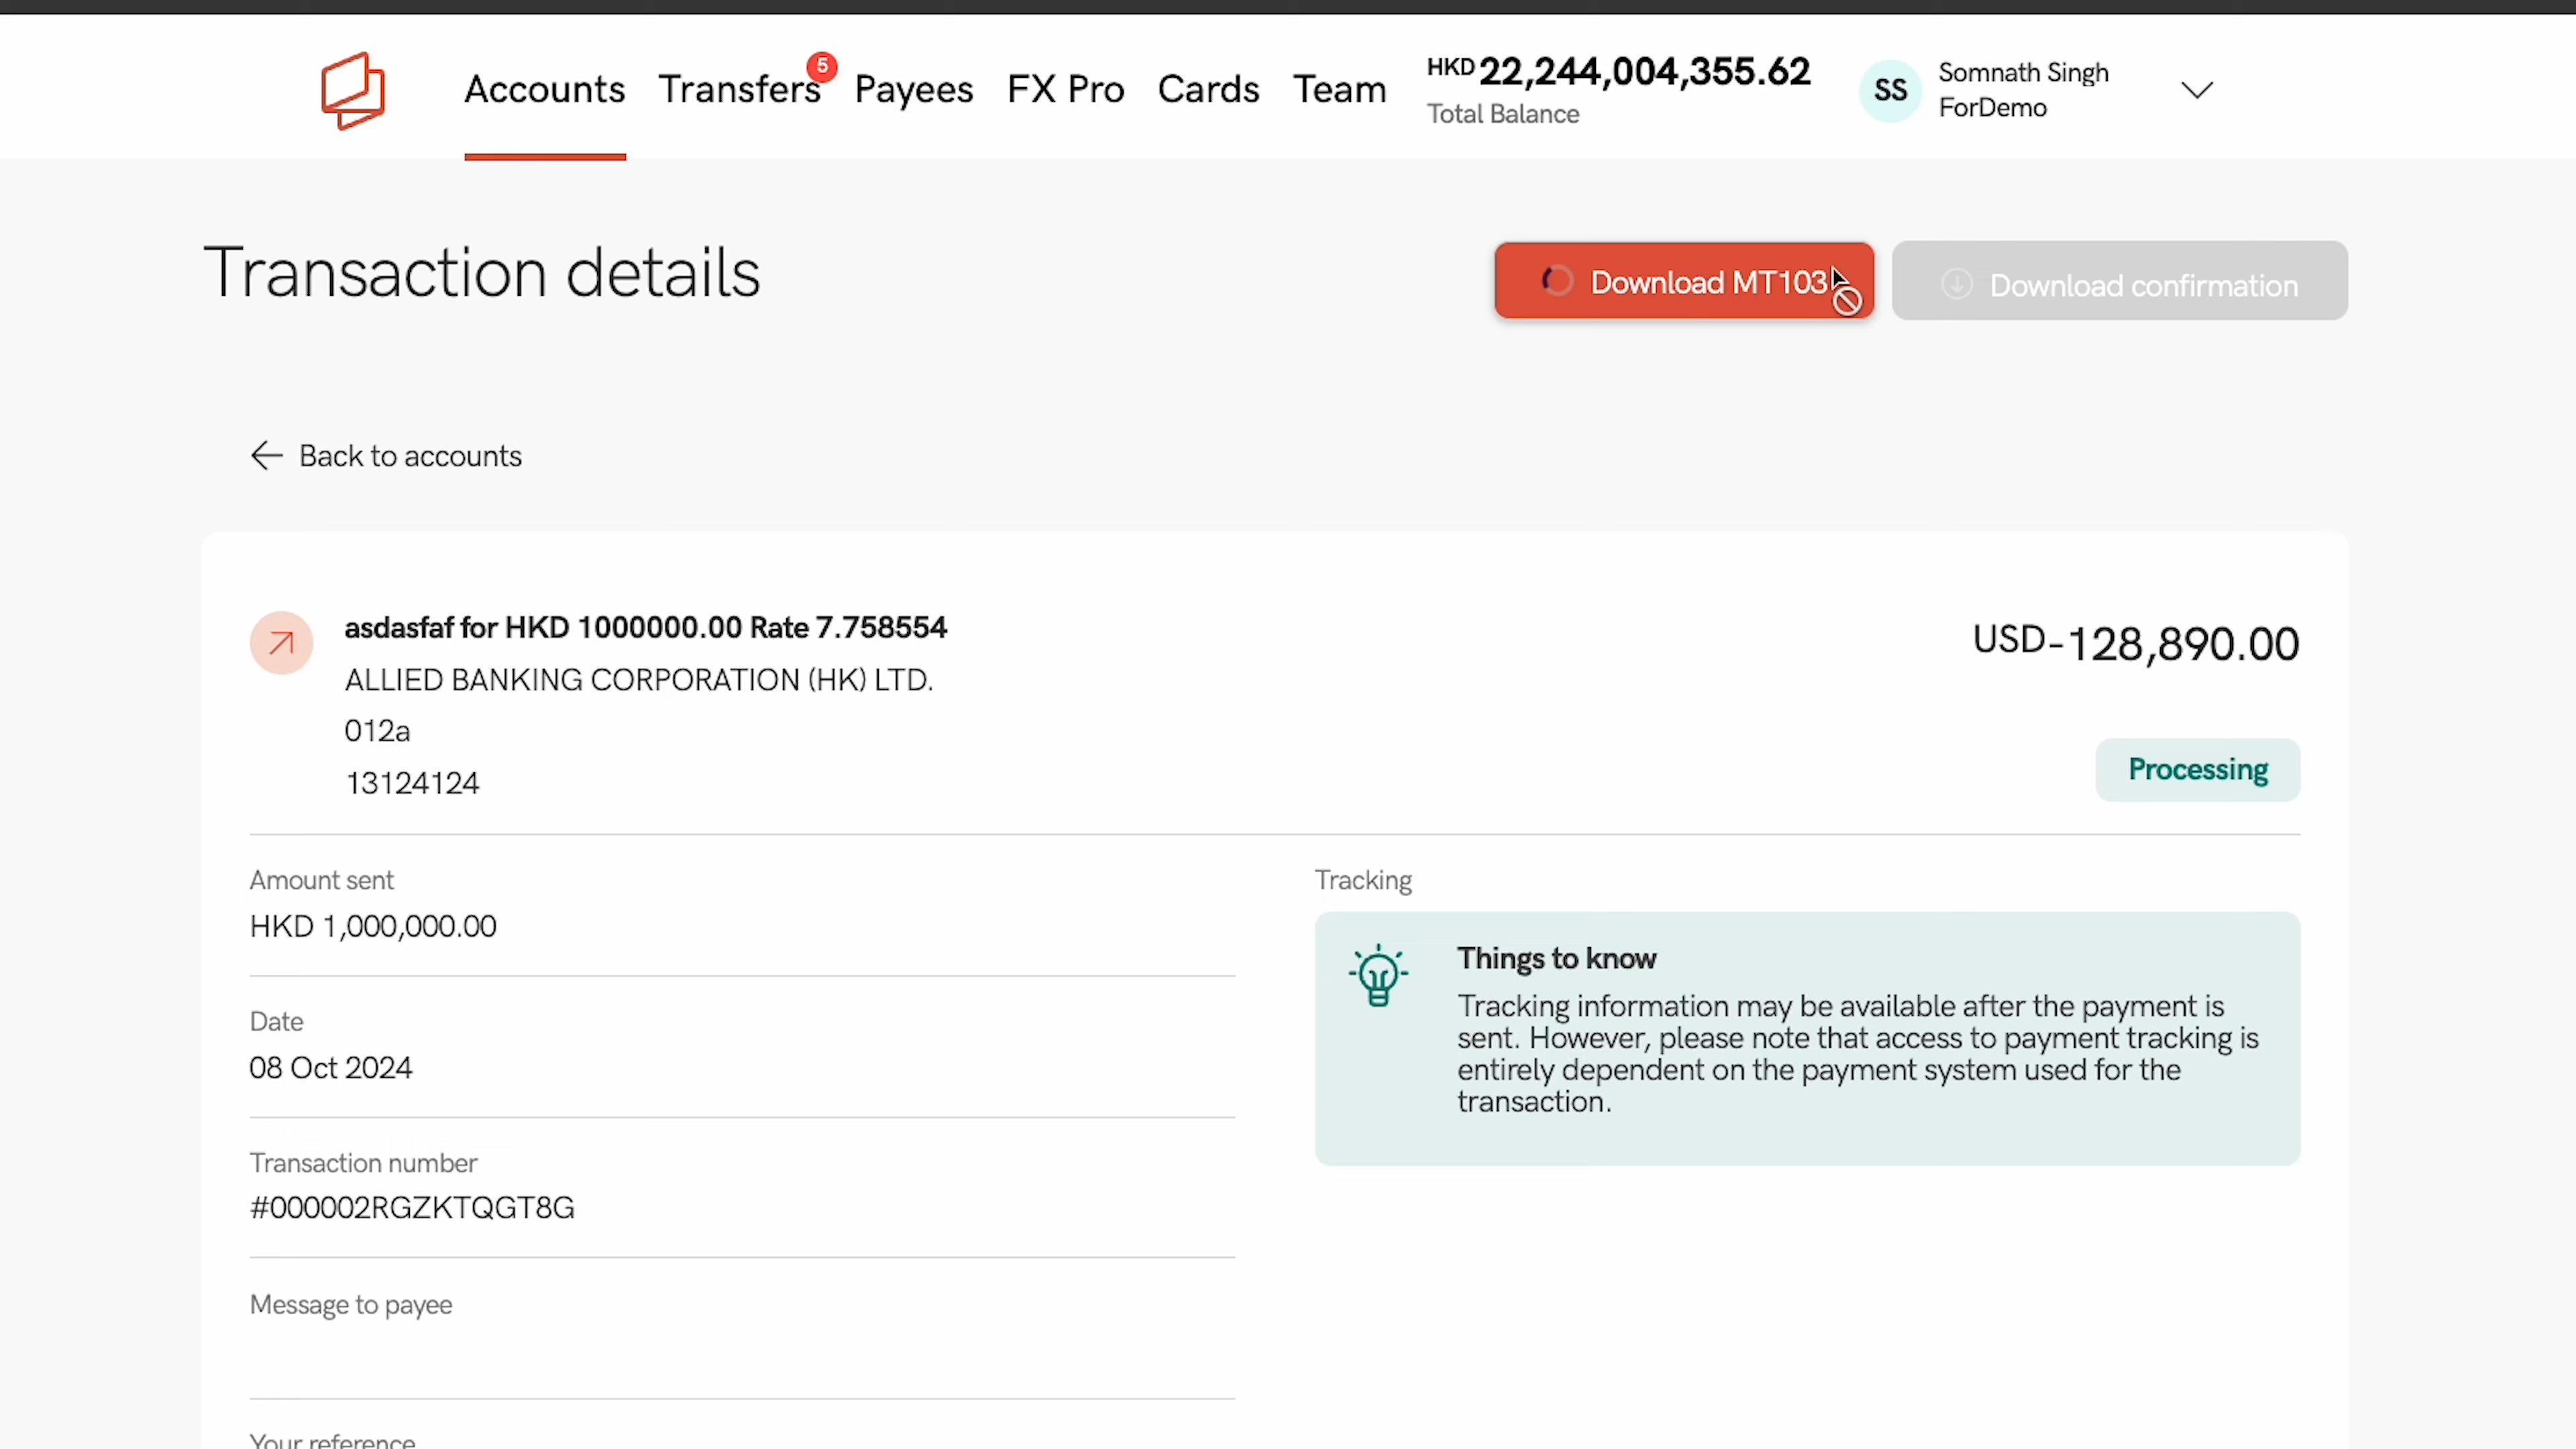 Accounts
Transfers
5
Payees
FX Pro
Cards
Team
HKD 22,244,004,355.62
Total Balance
SS
Somnath Singh
ForDemo
Transaction details
Download MT103
Download confirmation
Back to accounts
asdasfaf for HKD 1000000.00 Rate 7.758554
ALLIED BANKING CORPORATION (HK) LTD.
012a
13124124
USD-128,890.00
Processing
Amount sent
HKD 1,000,000.00
Date
08 Oct 2024
Transaction number
#000002RGZKTQGT8G
Message to payee
Your reference
Tracking
Things to know
Tracking information may be available after the payment is
sent. However, please note that access to payment tracking is
entirely dependent on the payment system used for the
transaction.